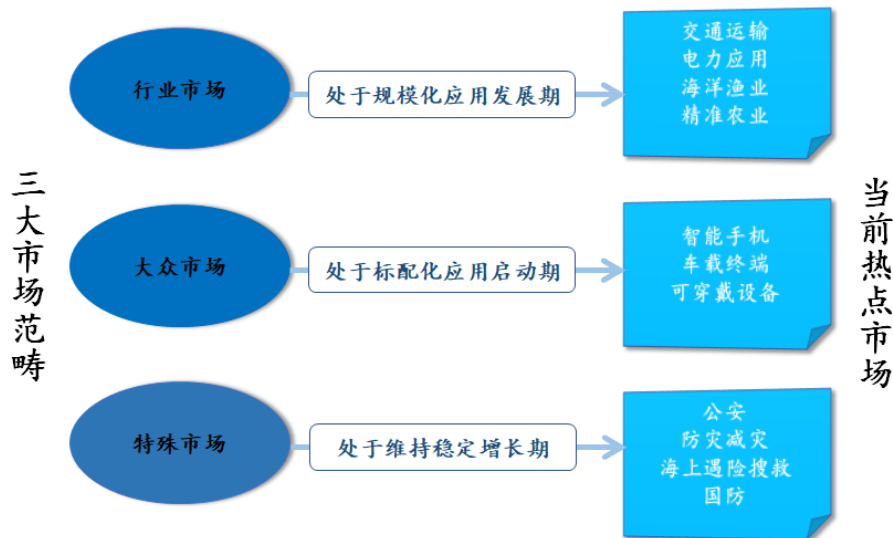 三大市场范畴
行业市场
处于规模化应用发展期
交通运输
电力应用
海洋渔业
精准农业
大众市场
处于标配化应用启动期
智能手机
车载终端
可穿戴设备
特殊市场
处于维持稳定增长期
公安
防灾减灾
海上遇险搜救
国防
当前热点市场